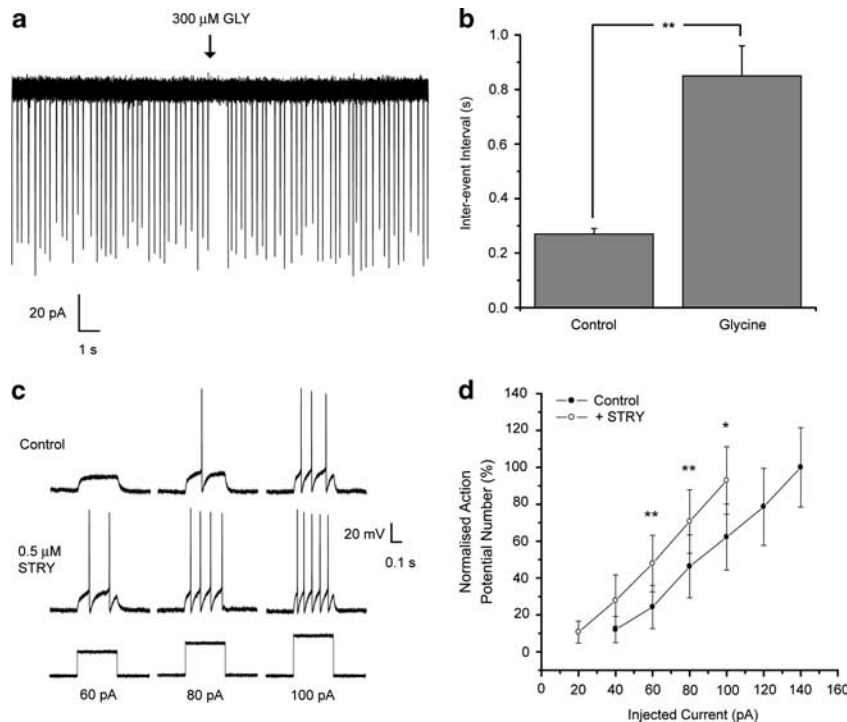 a
300 µM GLY
20 pA
1 s
b
**
Inter-event Interval (s)
1.0
0.8
0.6
0.4
0.2
0.0
Control
Glycine
c
Control
0.5 µM
STRY
20 mV
0.1 s
60 pA
80 pA
100 pA
d
Control
+ STRY
Normalised Action
Potential Number (%)
140
120
100
80
60
40
20
0
** ** *
0 20 40 60 80 100 120 140 160
Injected Current (pA)